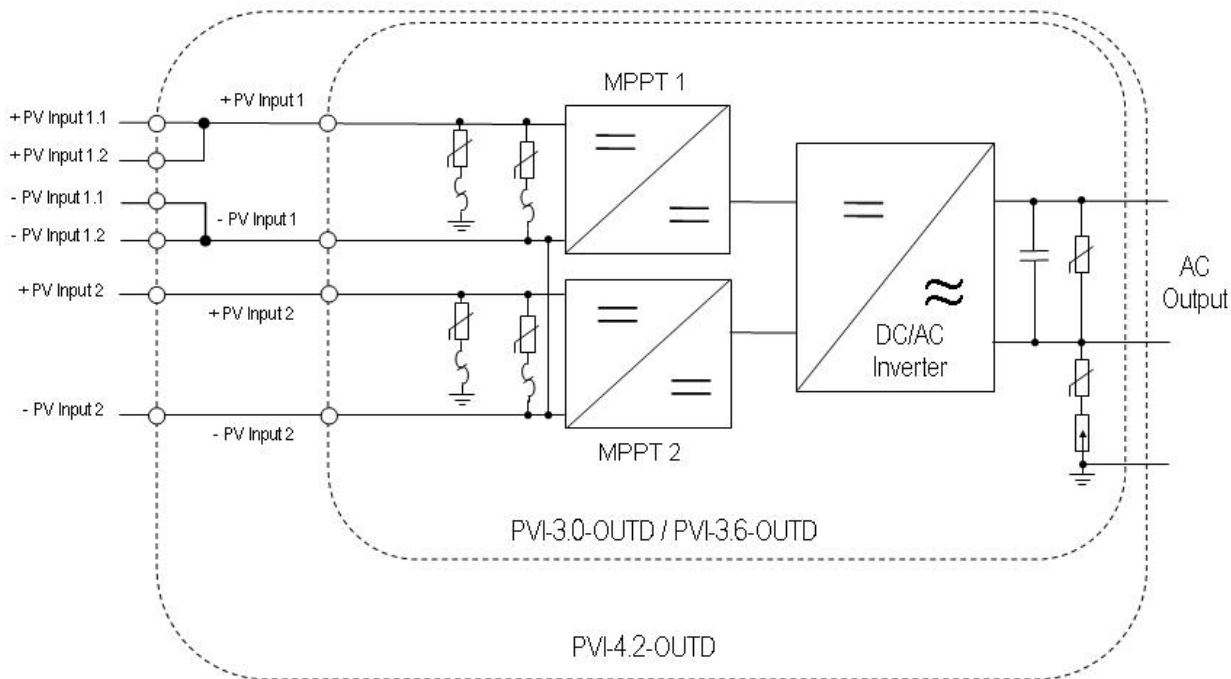 MPPT 1
+ PV Input 1
+ PV Input 1.1
+ PV Input 1.2
- PV Input 1.1
- PV Input 1
- PV Input 1.2
+ PV Input 2
+ PV Input 2
AC
Output
DC/AC
Inverter
- PV Input 2
- PV Input 2
MPPT 2
PVI-3.0-OUTD / PVI-3.6-OUTD
PVI-4.2-OUTD